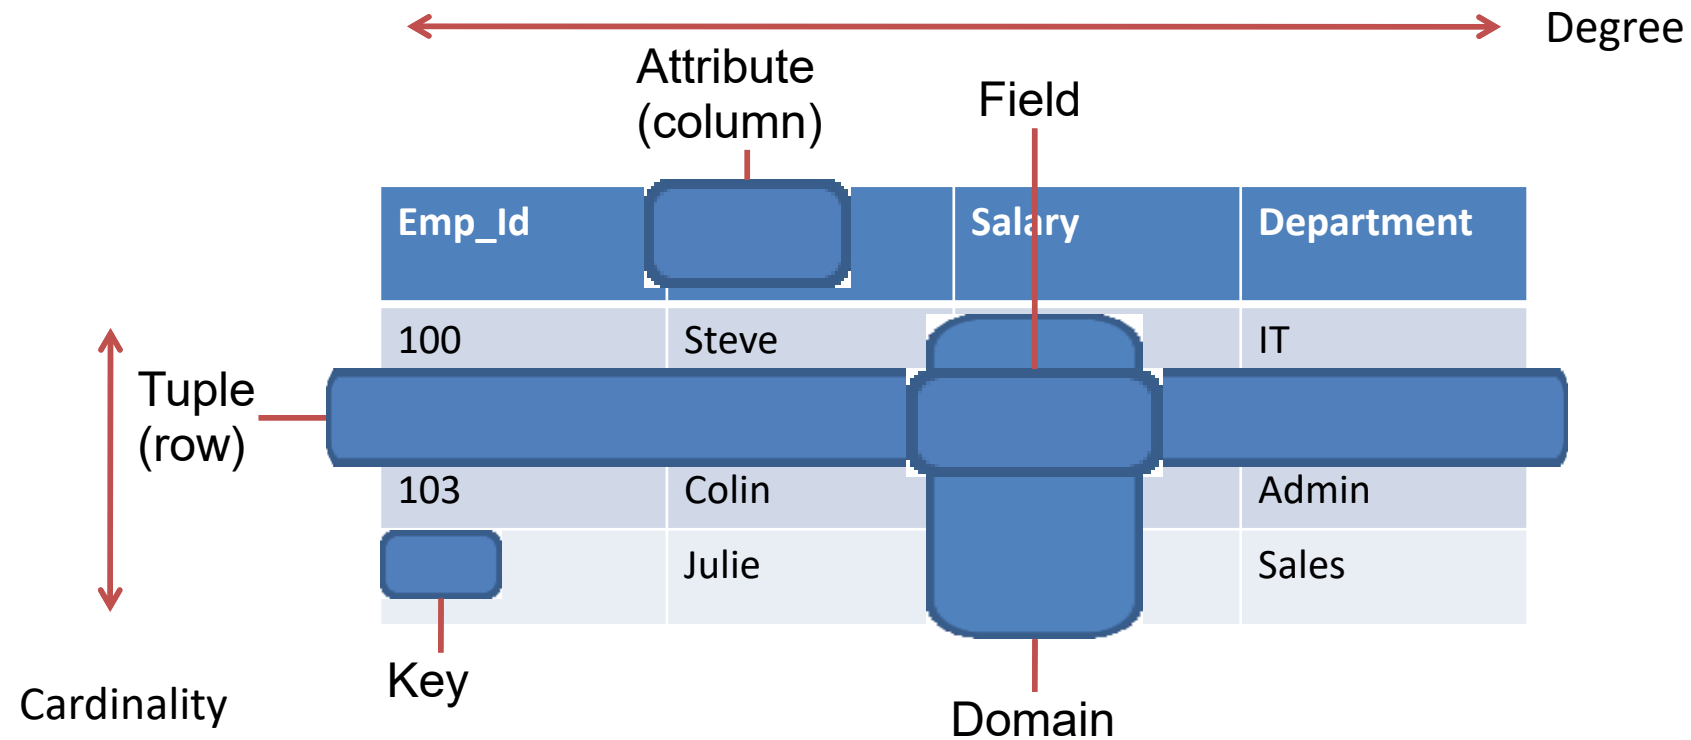 Degree
Attribute
(column)
Field
Emp_Id Salary Department
100 Steve IT
Tuple
(row)
103 Colin Admin
Julie Sales
Key
Cardinality
Domain